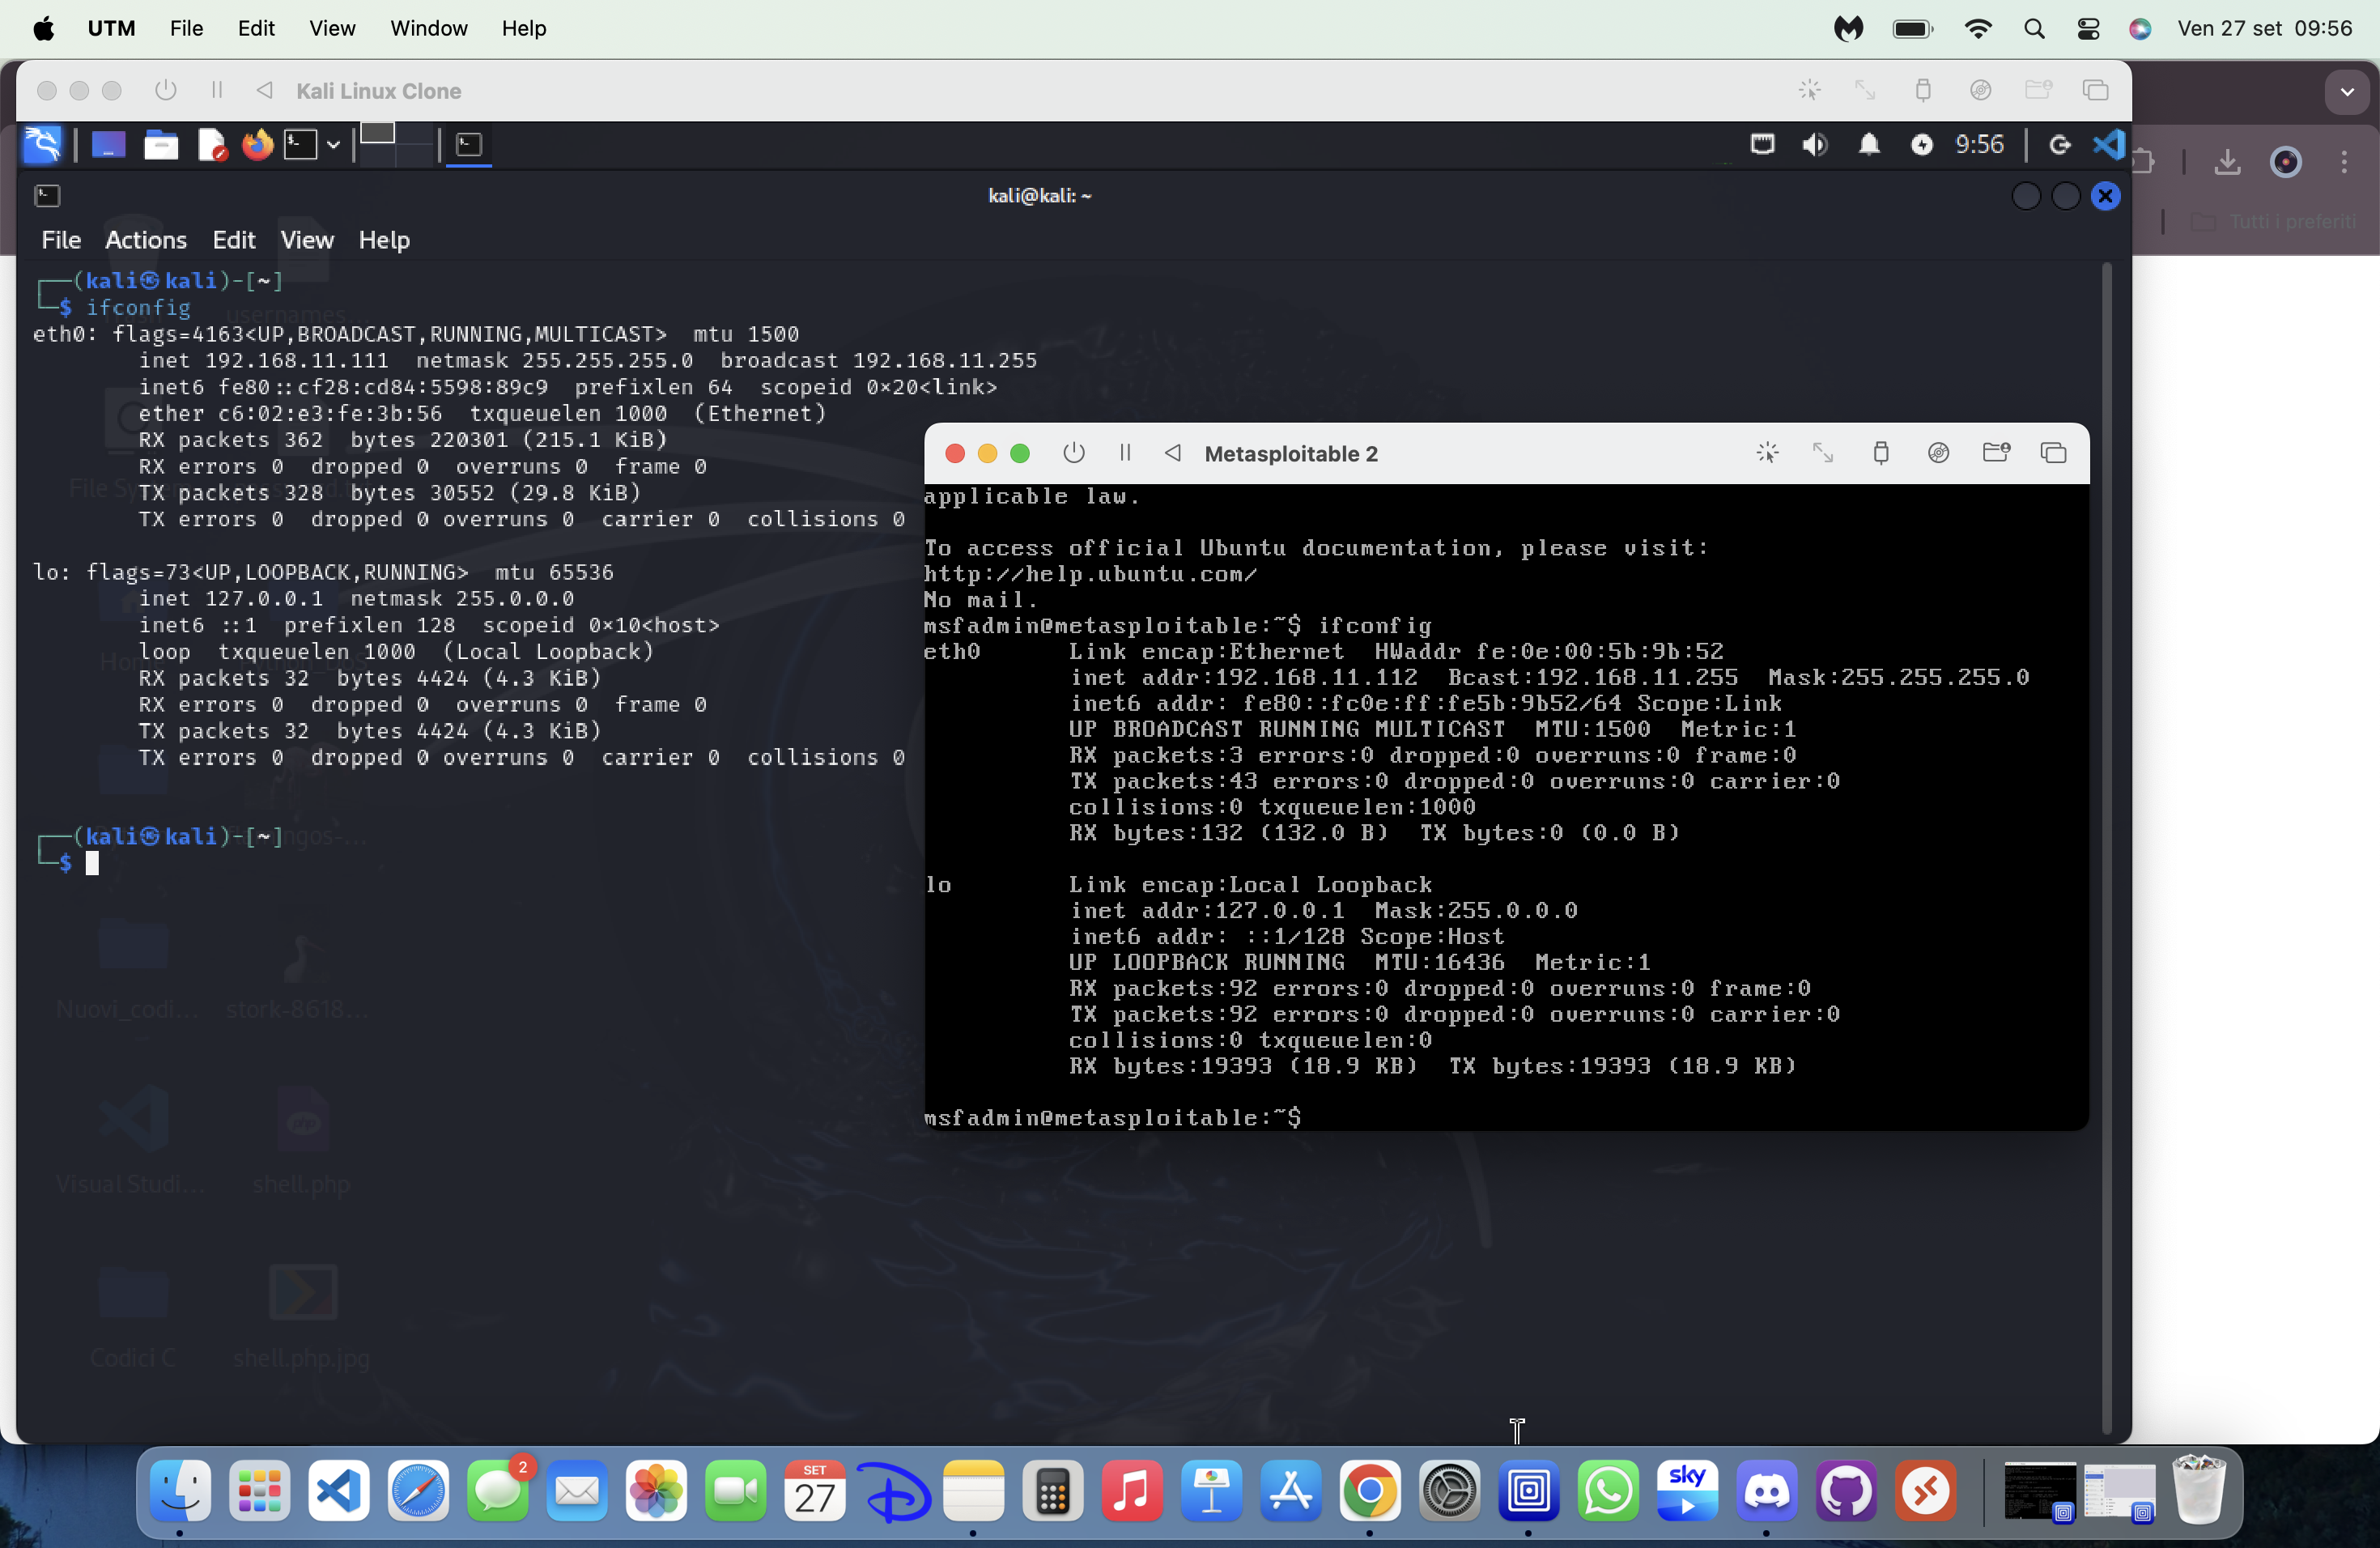 UTM File Edit View Window Help Ven 27 set 09:56
Kali Linux Clone
9:56
kali@kali: ~
Tutti i preferiti
File Actions Edit View Help
┌──(kali㉿kali)-[~]
└─$ ifconfig
usernames...
eth0: flags=4163<UP,BROADCAST,RUNNING,MULTICAST>  mtu 1500
        inet 192.168.11.111  netmask 255.255.255.0  broadcast 192.168.11.255
        inet6 fe80::cf28:cd84:5598:89c9  prefixlen 64  scopeid 0×20<link>
        ether c6:02:e3:fe:3b:56  txqueuelen 1000  (Ethernet)
        RX packets 362  bytes 220301 (215.1 KiB)
        RX errors 0  dropped 0  overruns 0  frame 0
        TX packets 328  bytes 30552 (29.8 KiB)
        TX errors 0  dropped 0 overruns 0  carrier 0  collisions 0
lo: flags=73<UP,LOOPBACK,RUNNING>  mtu 65536
        inet 127.0.0.1  netmask 255.0.0.0
        inet6 ::1  prefixlen 128  scopeid 0×10<host>
        loop  txqueuelen 1000  (Local Loopback)
        RX packets 32  bytes 4424 (4.3 KiB)
        RX errors 0  dropped 0  overruns 0  frame 0
        TX packets 32  bytes 4424 (4.3 KiB)
        TX errors 0  dropped 0 overruns 0  carrier 0  collisions 0
┌──(kali㉿kali)-[~]
└─$
Nuovi_codi... stork-8618...
Visual Studi... shell.php
Codici C shell.php.jpg
Metasploitable 2
applicable law.
To access official Ubuntu documentation, please visit:
http://help.ubuntu.com/
No mail.
msfadmin@metasploitable:~$ ifconfig
eth0      Link encap:Ethernet  HWaddr fe:0e:00:5b:9b:52
          inet addr:192.168.11.112  Bcast:192.168.11.255  Mask:255.255.255.0
          inet6 addr: fe80::fc0e:ff:fe5b:9b52/64 Scope:Link
          UP BROADCAST RUNNING MULTICAST  MTU:1500  Metric:1
          RX packets:3 errors:0 dropped:0 overruns:0 frame:0
          TX packets:43 errors:0 dropped:0 overruns:0 carrier:0
          collisions:0 txqueuelen:1000
          RX bytes:132 (132.0 B)  TX bytes:0 (0.0 B)
lo        Link encap:Local Loopback
          inet addr:127.0.0.1  Mask:255.0.0.0
          inet6 addr: ::1/128 Scope:Host
          UP LOOPBACK RUNNING  MTU:16436  Metric:1
          RX packets:92 errors:0 dropped:0 overruns:0 frame:0
          TX packets:92 errors:0 dropped:0 overruns:0 carrier:0
          collisions:0 txqueuelen:0
          RX bytes:19393 (18.9 KB)  TX bytes:19393 (18.9 KB)
msfadmin@metasploitable:~$
2
SET
27
sky